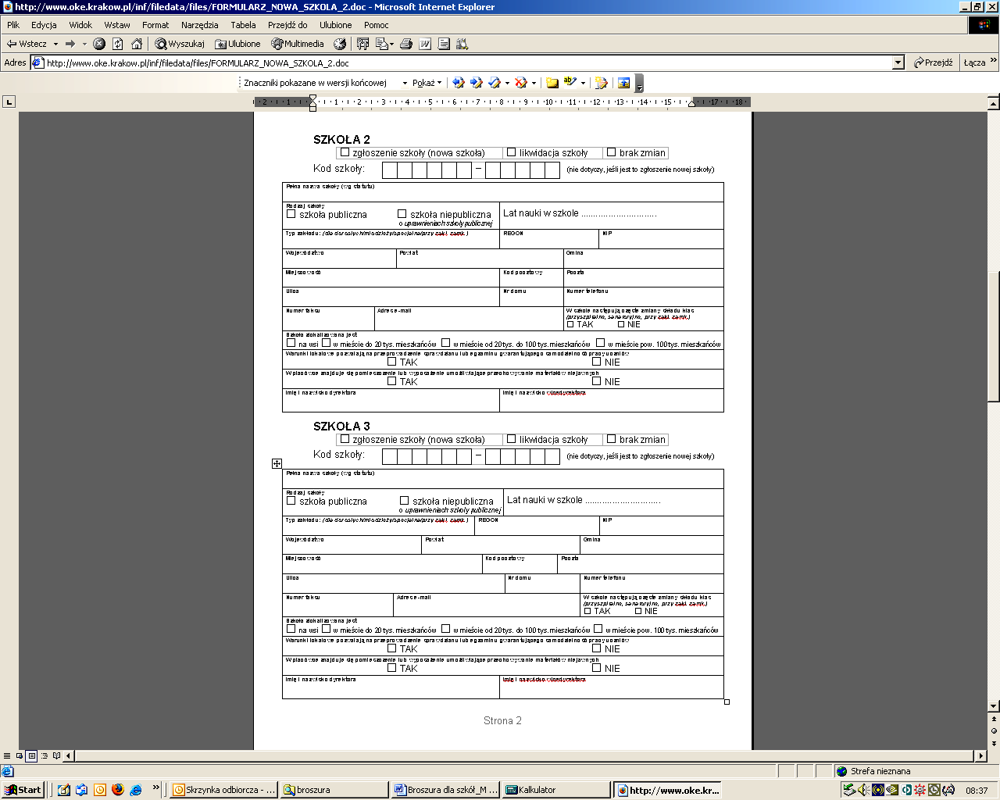 http://www.oke.krakow.pl/inf/filedata/files/FORMULARZ_NOWA_SZKOLA_2.doc - Microsoft Internet Explorer
Plik Edycja Widok Wstaw Format Narzędzia Tabela Przejdź do Ulubione Pomoc
Wstecz Wyszukaj Ulubione Multimedia
Adres http://www.oke.krakow.pl/inf/filedata/files/FORMULARZ_NOWA_SZKOLA_2.doc Przejdź Łącza »
Znaczniki pokazane w wersji końcowej Pokaż
2 1 1 2 3 4 5 6 7 8 9 10 11 12 13 14 15 17 18
SZKOŁA 2
zgłoszenie szkoły (nowa szkoła) likwidacja szkoły brak zmian
Kod szkoły: – (nie dotyczy, jeśli jest to zgłoszenie nowej szkoły)
Pełna nazwa szkoły (wg statutu)
Rodzaj szkoły
szkoła publiczna szkoła niepubliczna Lat nauki w szkole ................................
o uprawnieniach szkoły publicznej
Typ zakładu: (dla dorosłych/młodzieży/specjalna/przy zakł. zamk.) REGON NIP
Województwo Powiat Gmina
Miejscowość Kod pocztowy Poczta
Ulica Nr domu Numer telefonu
Numer faksu Adres e-mail W szkole następują częste zmiany składu klas
(przyszpitalne, sanatoryjne, przy zakł. zamk.)
TAK NIE
Szkoła zlokalizowana jest
na wsi w mieście do 20 tys. mieszkańców w mieście od 20 tys. do 100 tys. mieszkańców w mieście pow. 100 tys. mieszkańców
Warunki lokalowe pozwalają na przeprowadzenie sprawdzianu lub egzaminu gwarantującego samodzielność pracy uczniów
TAK NIE
W placówce znajduje się pomieszczenie lub wyposażenie umożliwiające przechowywanie materiałów niejawnych
TAK NIE
Imię i nazwisko dyrektora Imię i nazwisko wicedyrektora
SZKOŁA 3
zgłoszenie szkoły (nowa szkoła) likwidacja szkoły brak zmian
Kod szkoły: – (nie dotyczy, jeśli jest to zgłoszenie nowej szkoły)
Pełna nazwa szkoły (wg statutu)
Rodzaj szkoły
szkoła publiczna szkoła niepubliczna Lat nauki w szkole ................................
o uprawnieniach szkoły publicznej
Typ zakładu: (dla dorosłych/młodzieży/specjalna/przy zakł. zamk.) REGON NIP
Województwo Powiat Gmina
Miejscowość Kod pocztowy Poczta
Ulica Nr domu Numer telefonu
Numer faksu Adres e-mail W szkole następują częste zmiany składu klas
(przyszpitalne, sanatoryjne, przy zakł. zamk.)
TAK NIE
Szkoła zlokalizowana jest
na wsi w mieście do 20 tys. mieszkańców w mieście od 20 tys. do 100 tys. mieszkańców w mieście pow. 100 tys. mieszkańców
Warunki lokalowe pozwalają na przeprowadzenie sprawdzianu lub egzaminu gwarantującego samodzielność pracy uczniów
TAK NIE
W placówce znajduje się pomieszczenie lub wyposażenie umożliwiające przechowywanie materiałów niejawnych
TAK NIE
Imię i nazwisko dyrektora Imię i nazwisko wicedyrektora
Strona 2
Strefa nieznana
Start » Skrzynka odbiorcza - ... broszura Broszura dla szkół_M ... Kalkulator http://www.oke.kr... 08:37